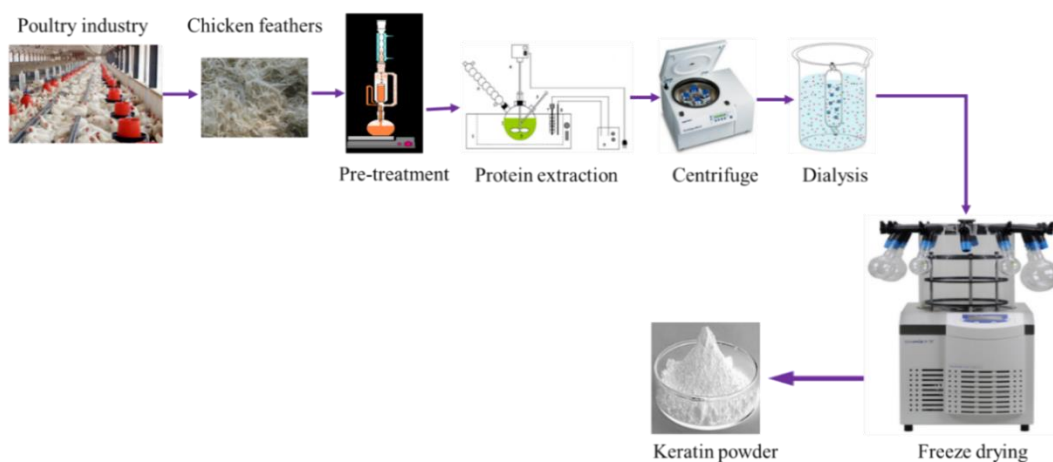 Poultry industry
Chicken feathers
Pre-treatment
Protein extraction
Centrifuge
Dialysis
Keratin powder
Freeze drying